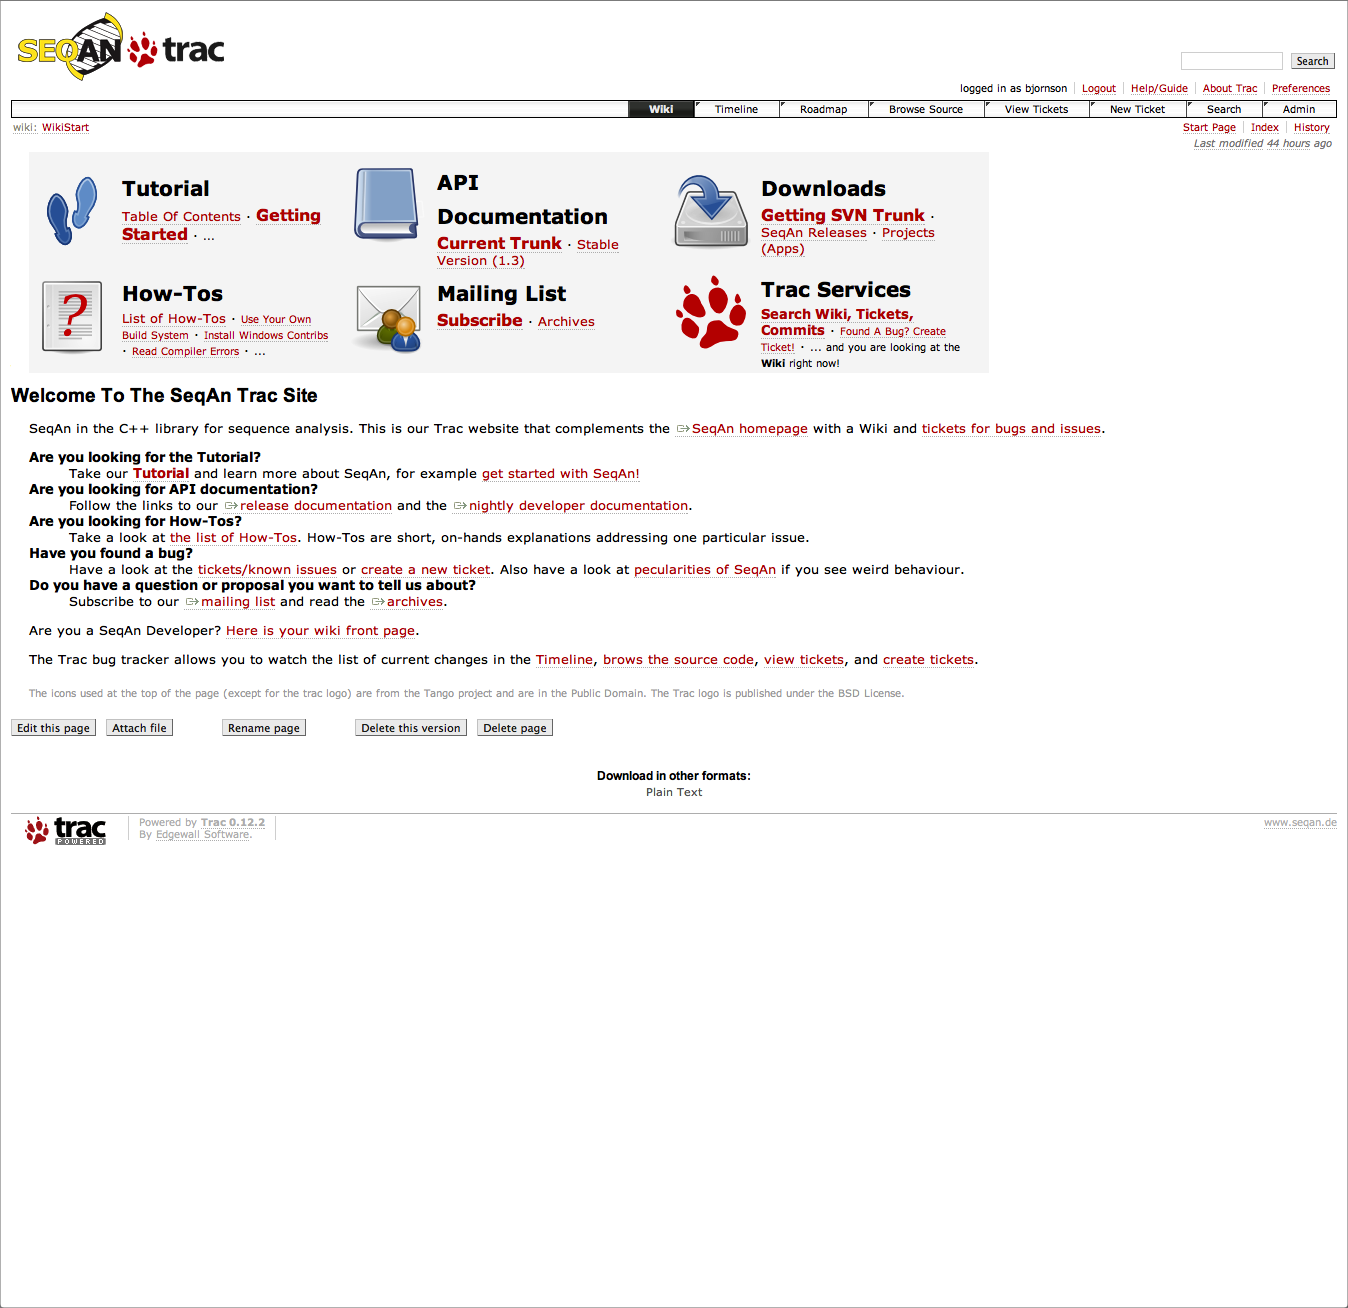 SEQAN trac
Search
logged in as bjornson Logout Help/Guide About Trac Preferences
Wiki Timeline Roadmap Browse Source View Tickets New Ticket Search Admin
wiki: WikiStart
Start Page Index History
Last modified 44 hours ago
Tutorial
Table Of Contents · Getting
Started · ...
API
Documentation
Current Trunk · Stable
Version (1.3)
Downloads
Getting SVN Trunk ·
SeqAn Releases · Projects
(Apps)
How-Tos
List of How-Tos · Use Your Own
Build System · Install Windows Contribs
· Read Compiler Errors · ...
Mailing List
Subscribe · Archives
Trac Services
Search Wiki, Tickets,
Commits · Found A Bug? Create
Ticket! · ... and you are looking at the
Wiki right now!
Welcome To The SeqAn Trac Site
SeqAn in the C++ library for sequence analysis. This is our Trac website that complements the SeqAn homepage with a Wiki and tickets for bugs and issues.
Are you looking for the Tutorial?
Take our Tutorial and learn more about SeqAn, for example get started with SeqAn!
Are you looking for API documentation?
Follow the links to our release documentation and the nightly developer documentation.
Are you looking for How-Tos?
Take a look at the list of How-Tos. How-Tos are short, on-hands explanations addressing one particular issue.
Have you found a bug?
Have a look at the tickets/known issues or create a new ticket. Also have a look at pecularities of SeqAn if you see weird behaviour.
Do you have a question or proposal you want to tell us about?
Subscribe to our mailing list and read the archives.
Are you a SeqAn Developer? Here is your wiki front page.
The Trac bug tracker allows you to watch the list of current changes in the Timeline, brows the source code, view tickets, and create tickets.
The icons used at the top of the page (except for the trac logo) are from the Tango project and are in the Public Domain. The Trac logo is published under the BSD License.
Edit this page Attach file Rename page Delete this version Delete page
Download in other formats:
Plain Text
trac POWERED
Powered by Trac 0.12.2
By Edgewall Software.
www.seqan.de